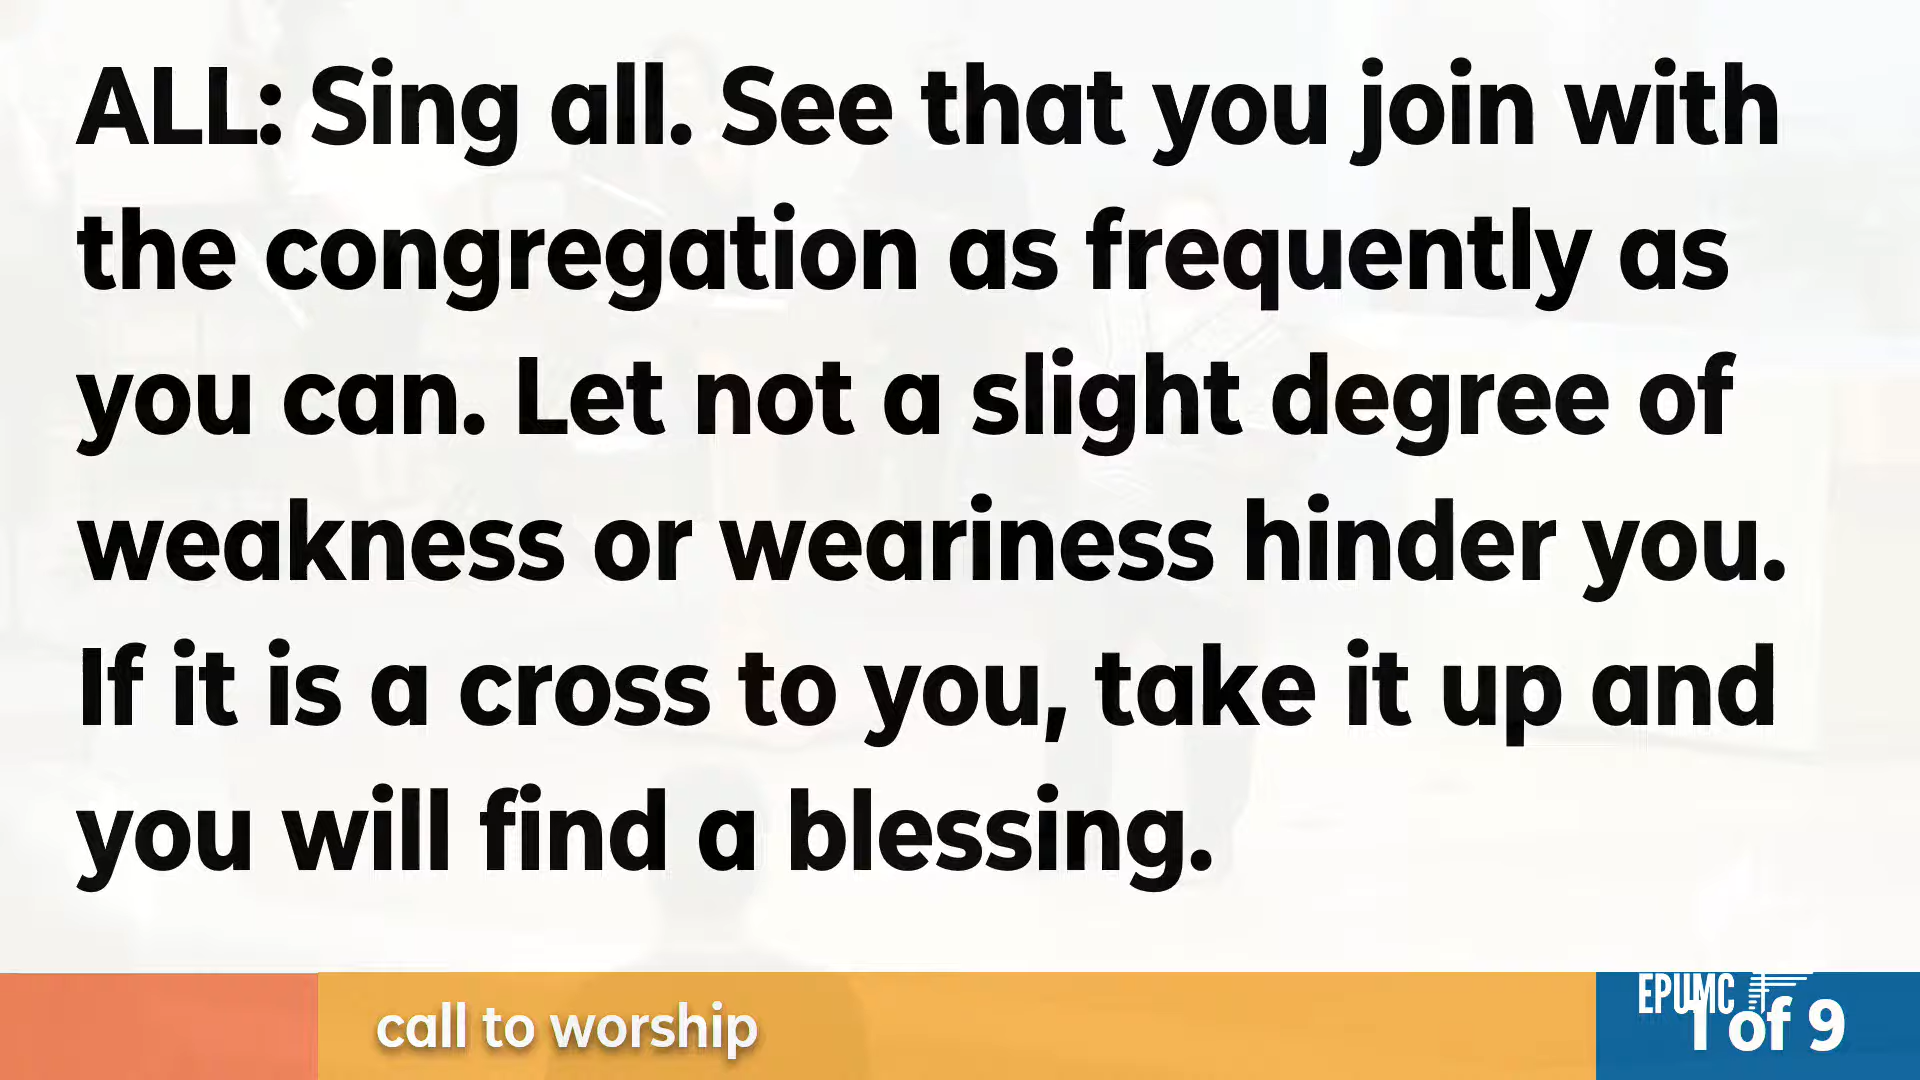 ALL: Sing all. See that you join with
the congregation as frequently as
you can. Let not a slight degree of
weakness or weariness hinder you.
If it is a cross to you, take it up and
you will find a blessing.
call to worship
EPUMC
1 of 9